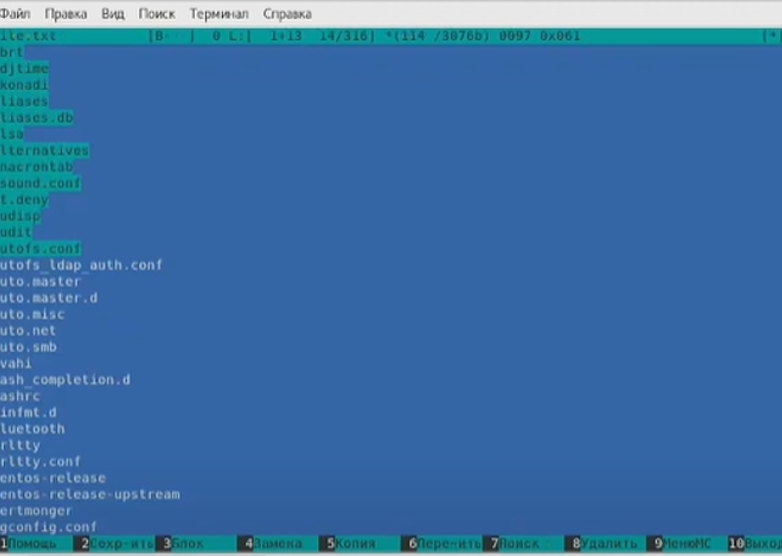 Файл Правка Вид Поиск Терминал Справка
ile.txt [B---] 0 L:[ 1+13 14/316] *(114 /3076b) 0097 0x061 [*]
brt
djtime
konadi
liases
liases.db
lsa
lternatives
nacrontab
sound.conf
t.deny
udisp
udit
utofs.conf
utofs_ldap_auth.conf
uto.master
uto.master.d
uto.misc
uto.net
uto.smb
vahi
ash_completion.d
ashrc
infmt.d
luetooth
rltty
rltty.conf
entos-release
entos-release-upstream
ertmonger
gconfig.conf
1Помощь 2Сохр-ить 3Блок 4Замена 5Копия 6Пере-ить 7Поиск 8Удалить 9МенюMC 10Выхо